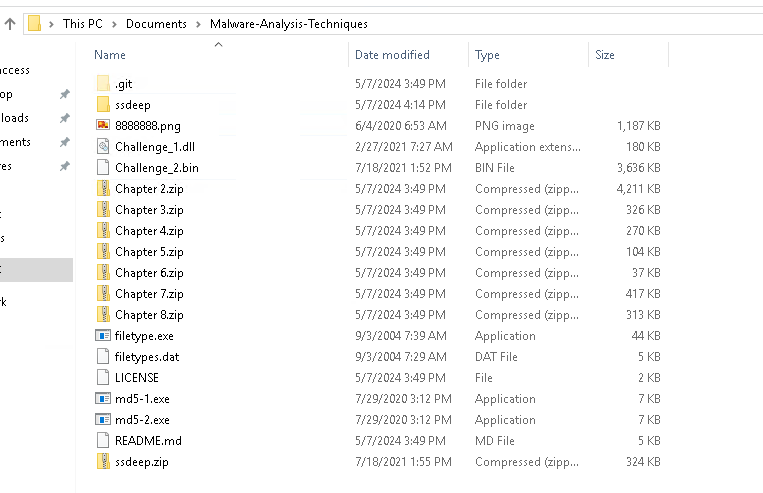 This PC > Documents > Malware-Analysis-Techniques
Name Date modified Type Size
.git 5/7/2024 3:49 PM File folder
ssdeep 5/7/2024 4:14 PM File folder
8888888.png 6/4/2020 6:53 AM PNG image 1,187 KB
Challenge_1.dll 2/27/2021 7:27 AM Application exten... 180 KB
Challenge_2.bin 7/18/2021 1:52 PM BIN File 3,636 KB
Chapter 2.zip 5/7/2024 3:49 PM Compressed (zipp... 4,211 KB
Chapter 3.zip 5/7/2024 3:49 PM Compressed (zipp... 326 KB
Chapter 4.zip 5/7/2024 3:49 PM Compressed (zipp... 270 KB
Chapter 5.zip 5/7/2024 3:49 PM Compressed (zipp... 104 KB
Chapter 6.zip 5/7/2024 3:49 PM Compressed (zipp... 37 KB
Chapter 7.zip 5/7/2024 3:49 PM Compressed (zipp... 417 KB
Chapter 8.zip 5/7/2024 3:49 PM Compressed (zipp... 313 KB
filetype.exe 9/3/2004 7:39 AM Application 44 KB
filetypes.dat 9/3/2004 7:29 AM DAT File 5 KB
LICENSE 5/7/2024 3:49 PM File 2 KB
md5-1.exe 7/29/2020 3:12 PM Application 7 KB
md5-2.exe 7/29/2020 3:12 PM Application 7 KB
README.md 5/7/2024 3:49 PM MD File 5 KB
ssdeep.zip 7/18/2021 1:55 PM Compressed (zipp... 324 KB